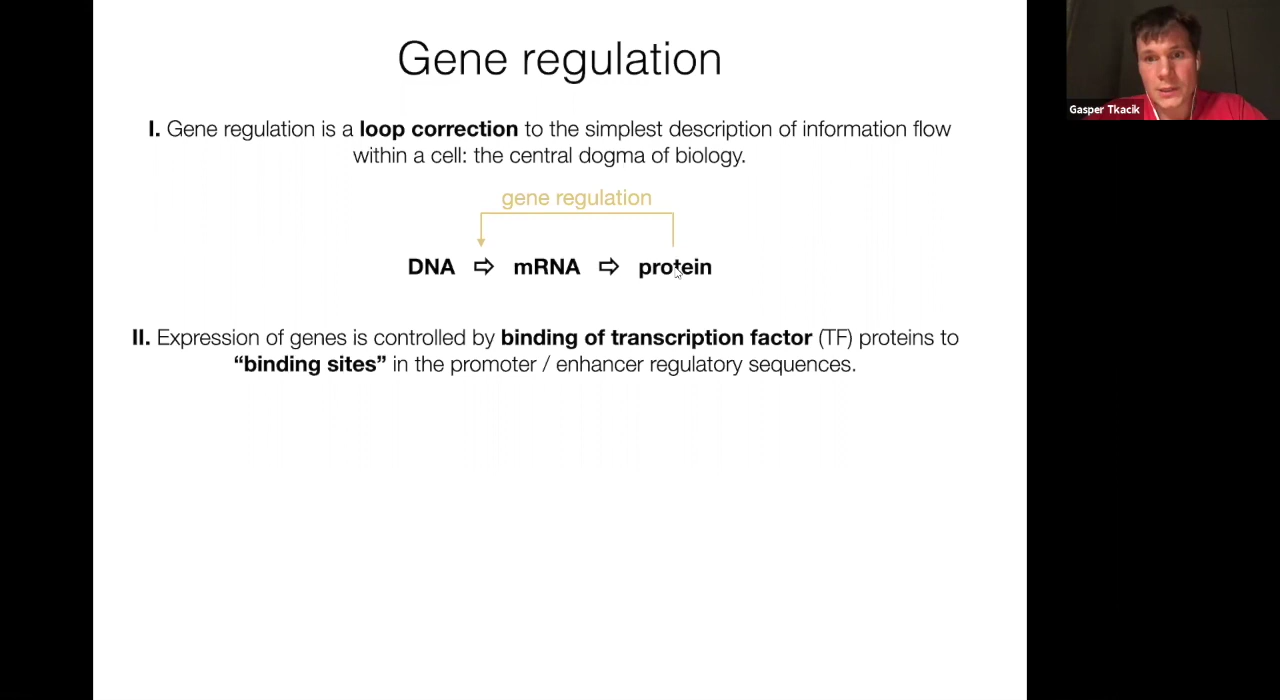 Gene regulation
Gasper Tkacik
I. Gene regulation is a loop correction to the simplest description of information flow
within a cell: the central dogma of biology.
gene regulation
DNA ⇨ mRNA ⇨ protein
II. Expression of genes is controlled by binding of transcription factor (TF) proteins to
“binding sites” in the promoter / enhancer regulatory sequences.